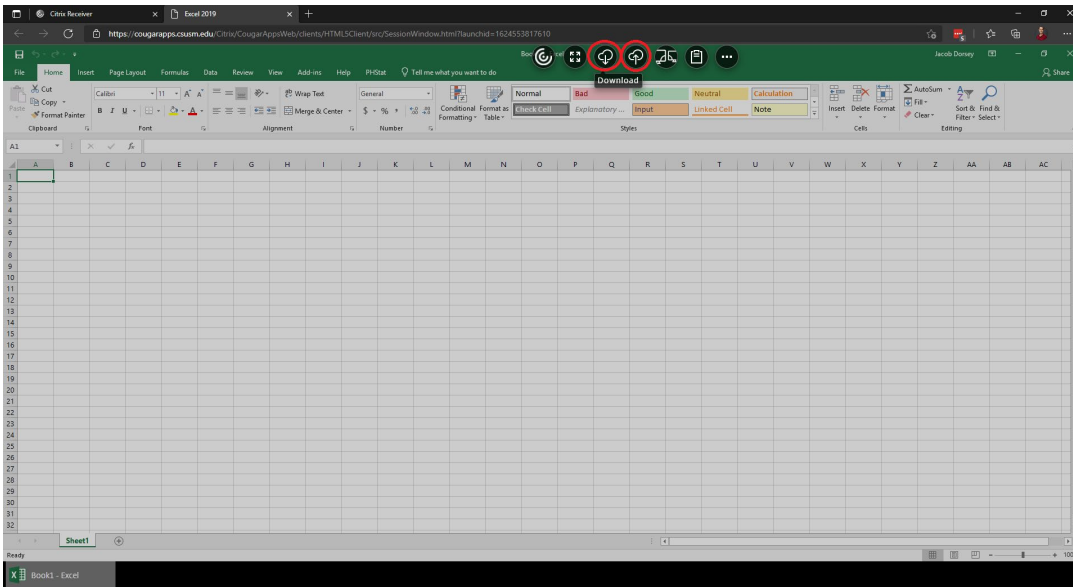 Citrix Receiver
Excel 2019
https://cougarapps.csusm.edu/Citrix/CougarAppsWeb/clients/HTML5Client/src/SessionWindow.html?launchid=1624553817610
Jacob Dorsey
Download
File Home Insert Page Layout Formulas Data Review View Add-ins Help PHStat Tell me what you want to do
Share
Paste
Cut
Copy
Format Painter
Clipboard
Calibri 11 A A
B I U A
Font
Wrap Text
Merge & Center
Alignment
General
$ % ,
Number
Conditional Formatting
Format as Table
Normal Bad Good Neutral Calculation
Check Cell Explanatory ... Input Linked Cell Note
Styles
Insert Delete Format
Cells
AutoSum
Fill
Clear
Sort & Filter
Find & Select
Editing
A1 fx
A B C D E F G H I J K L M N O P Q R S T U V W X Y Z AA AB AC
1
2
3
4
5
6
7
8
9
10
11
12
13
14
15
16
17
18
19
20
21
22
23
24
25
26
27
28
29
30
31
32
Sheet1
Ready
100
Book1 - Excel